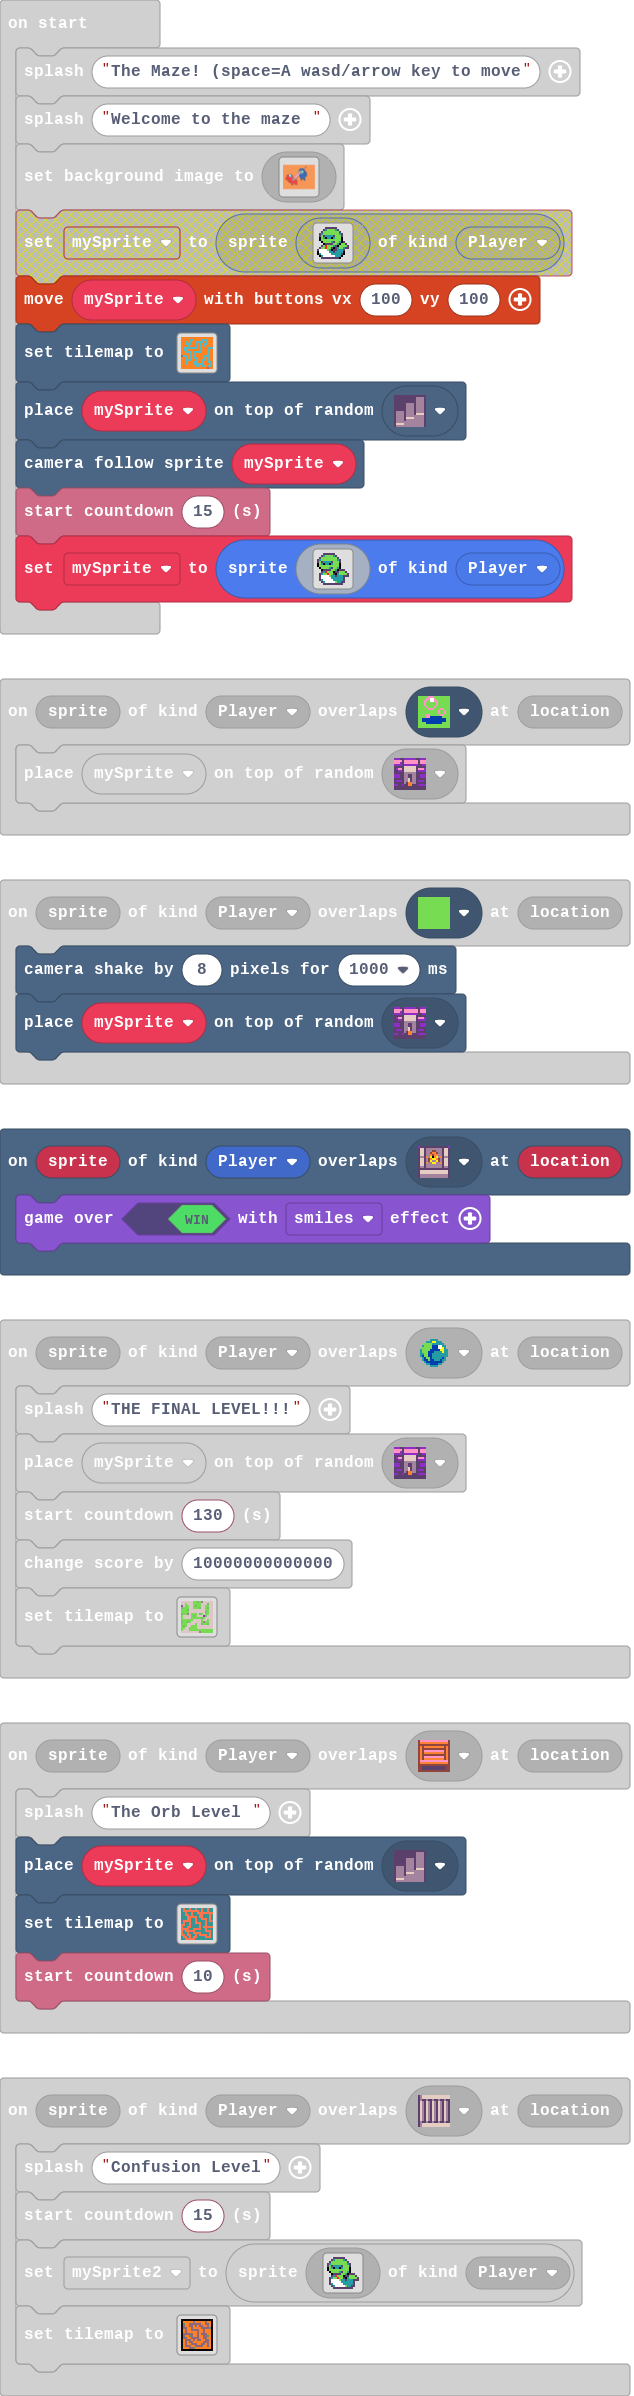 on start
splash "The Maze! (space=A wasd/arrow key to move"
splash "Welcome to the maze "
set background image to
set mySprite to sprite of kind Player
move mySprite with buttons vx 100 vy 100
set tilemap to
place mySprite on top of random
camera follow sprite mySprite
start countdown 15 (s)
set mySprite to sprite of kind Player
on sprite of kind Player overlaps at location
place mySprite on top of random
on sprite of kind Player overlaps at location
camera shake by 8 pixels for 1000 ms
place mySprite on top of random
on sprite of kind Player overlaps at location
game over WIN with smiles effect
on sprite of kind Player overlaps at location
splash "THE FINAL LEVEL!!!"
place mySprite on top of random
start countdown 130 (s)
change score by 10000000000000
set tilemap to
on sprite of kind Player overlaps at location
splash "The Orb Level "
place mySprite on top of random
set tilemap to
start countdown 10 (s)
on sprite of kind Player overlaps at location
splash "Confusion Level"
start countdown 15 (s)
set mySprite2 to sprite of kind Player
set tilemap to